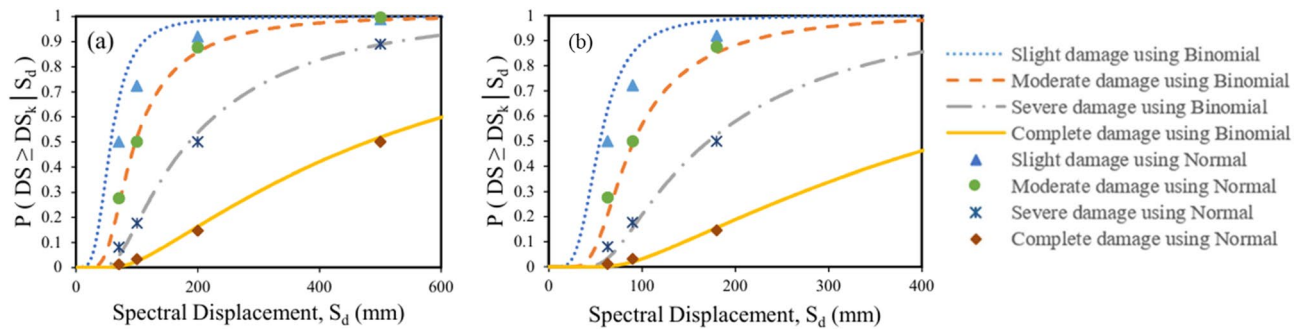 (a)
P ( DS ≥ DSk | Sd )
1
0.9
0.8
0.7
0.6
0.5
0.4
0.3
0.2
0.1
0
0 200 400 600
Spectral Displacement, Sd (mm)
(b)
P ( DS ≥ DSk | Sd )
1
0.9
0.8
0.7
0.6
0.5
0.4
0.3
0.2
0.1
0
0 100 200 300 400
Spectral Displacement, Sd (mm)
Slight damage using Binomial
Moderate damage using Binomial
Severe damage using Binomial
Complete damage using Binomial
Slight damage using Normal
Moderate damage using Normal
Severe damage using Normal
Complete damage using Normal